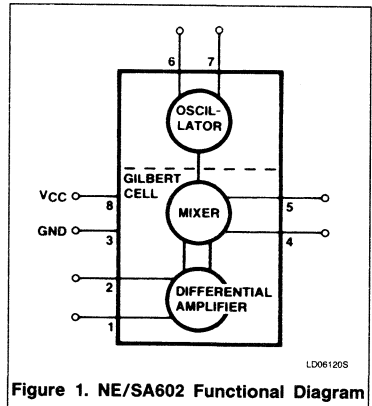 6 7
OSCIL-
LATOR
GILBERT
CELL
VCC 8
MIXER
5
GND 3
4
2
DIFFERENTIAL
AMPLIFIER
1
LD06120S
Figure 1. NE/SA602 Functional Diagram